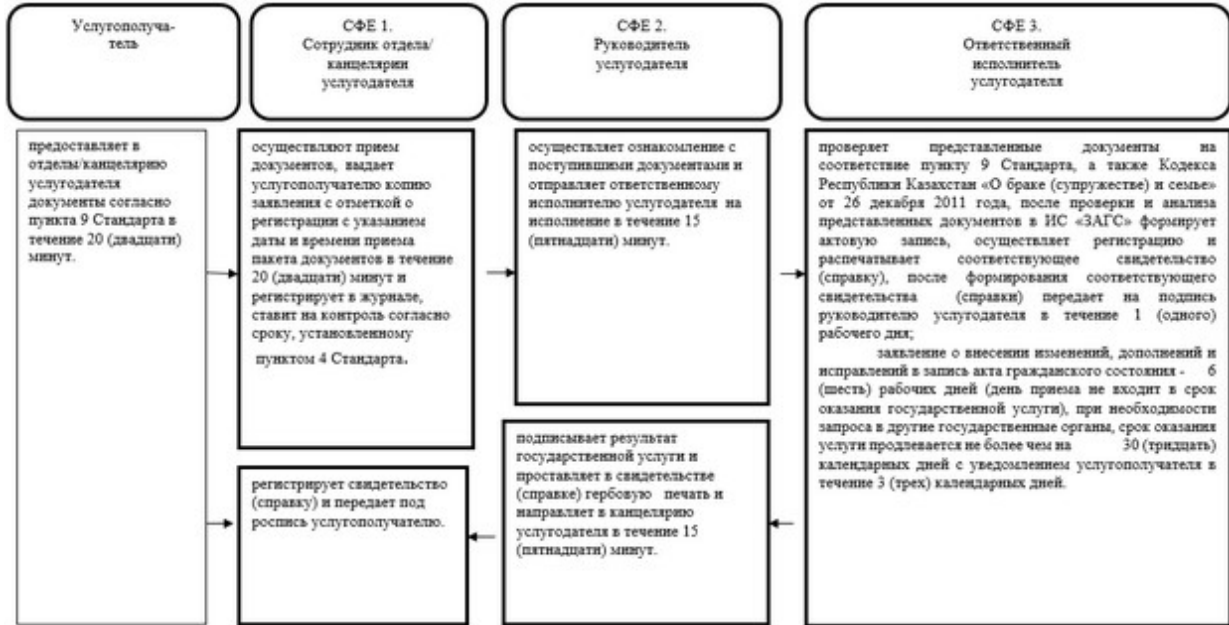 Услугополуча-
тель
СФЕ 1.
Сотрудник отдела/
канцелярии
услугодателя
СФЕ 2.
Руководитель
услугодателя
СФЕ 3.
Ответственный
исполнитель
услугодателя
предоставляет в
отделы/канцелярию
услугодателя
документы согласно
пункта 9 Стандарта в
течение 20 (двадцати)
минут.
осуществляют прием
документов, выдает
услугополучателю копию
заявления с отметкой о
регистрации с указанием
даты и времени приема
пакета документов в течение
20 (двадцати) минут и
регистрирует в журнале,
ставит на контроль согласно
сроку, установленному
пунктом 4 Стандарта.
осуществляет ознакомление с
поступившими документами и
отправляет ответственному
исполнителю услугодателя на
исполнение в течение 15
(пятнадцати) минут.
проверяет представленные документы на
соответствие пункту 9 Стандарта, а также Кодекса
Республики Казахстан «О браке (супружестве) и семье»
от 26 декабря 2011 года, после проверки и анализа
представленных документов в ИС «ЗАГС» формирует
актовую запись, осуществляет регистрацию и
распечатывает соответствующее свидетельство
(справку), после формирования соответствующего
свидетельства (справки) передает на подпись
руководителю услугодателя в течение 1 (одного)
рабочего дня;
заявление о внесении изменений, дополнений и
исправлений в запись акта гражданского состояния - 6
(шесть) рабочих дней (день приема не входит в срок
оказания государственной услуги), при необходимости
запроса в другие государственные органы, срок оказания
услуги продлевается не более чем на 30 (тридцать)
календарных дней с уведомлением услугополучателя в
течение 3 (трех) календарных дней.
подписывает результат
государственной услуги и
проставляет в свидетельстве
(справке) гербовую печать и
направляет в канцелярию
услугодателя в течение 15
(пятнадцати) минут.
регистрирует свидетельство
(справку) и передает под
роспись услугополучателю.